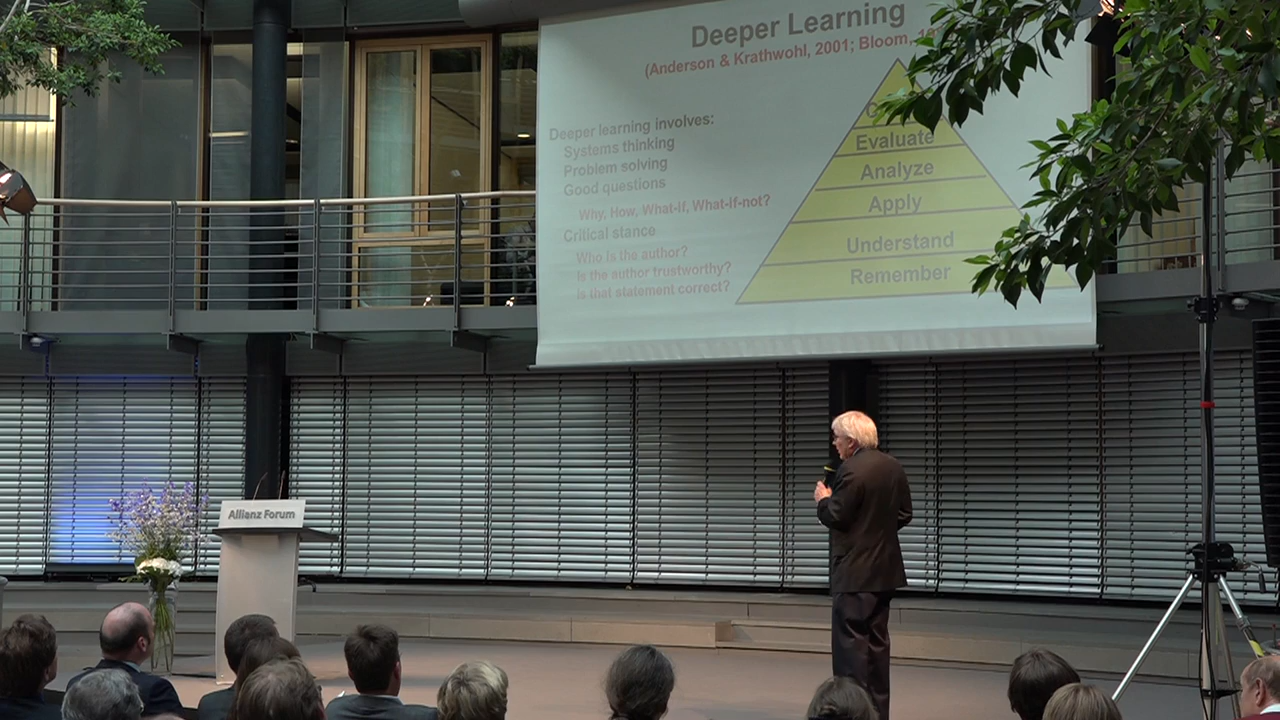 Deeper Learning
(Anderson & Krathwohl, 2001; Bloom,
Deeper learning involves:
Systems thinking
Problem solving
Good questions
Why, How, What-if, What-if-not?
Critical stance
Who is the author?
Is the author trustworthy?
Is that statement correct?
Evaluate
Analyze
Apply
Understand
Remember
Allianz Forum